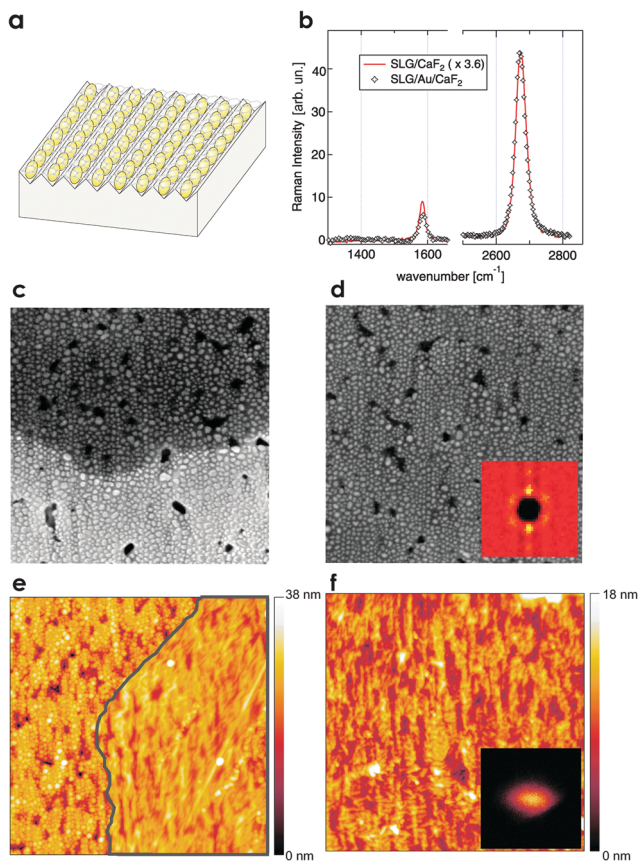 a
b
SLG/CaF2 ( x 3.6)
SLG/Au/CaF2
Raman Intensity [arb. un.]
40
30
20
10
0
1400
1600
2600
2800
wavenumber [cm-1]
c
d
e
38 nm
0 nm
f
18 nm
0 nm